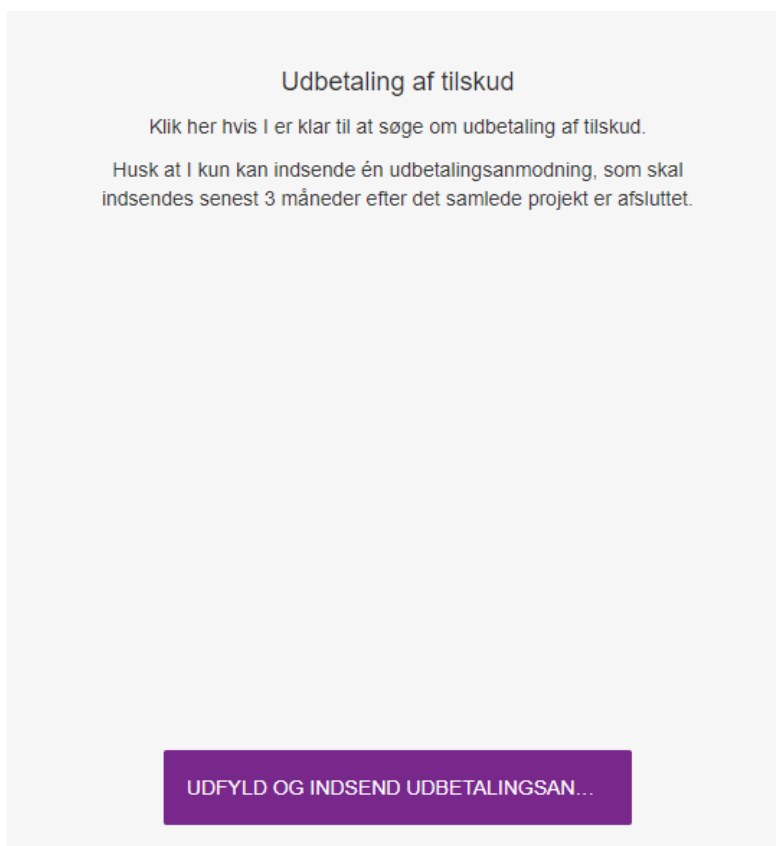 Udbetaling af tilskud
Klik her hvis I er klar til at søge om udbetaling af tilskud.
Husk at I kun kan indsende én udbetalingsanmodning, som skal
indsendes senest 3 måneder efter det samlede projekt er afsluttet.
UDFYLD OG INDSEND UDBETALINGSAN...